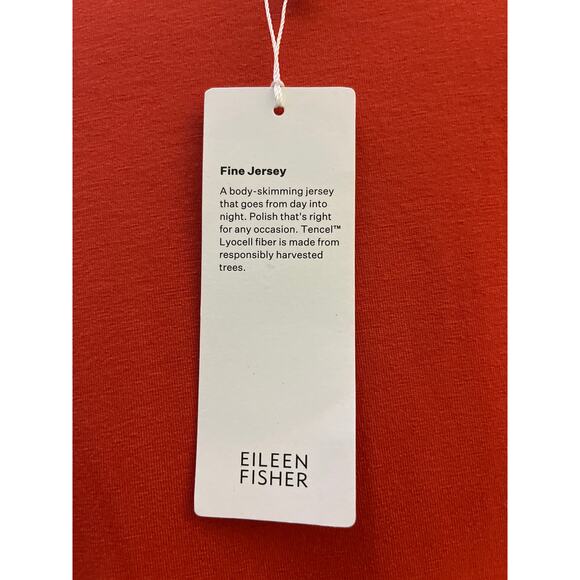 Fine Jersey
A body-skimming jersey
that goes from day into
night. Polish that's right
for any occasion. Tencel™
Lyocell fiber is made from
responsibly harvested
trees.
EILEEN
FISHER